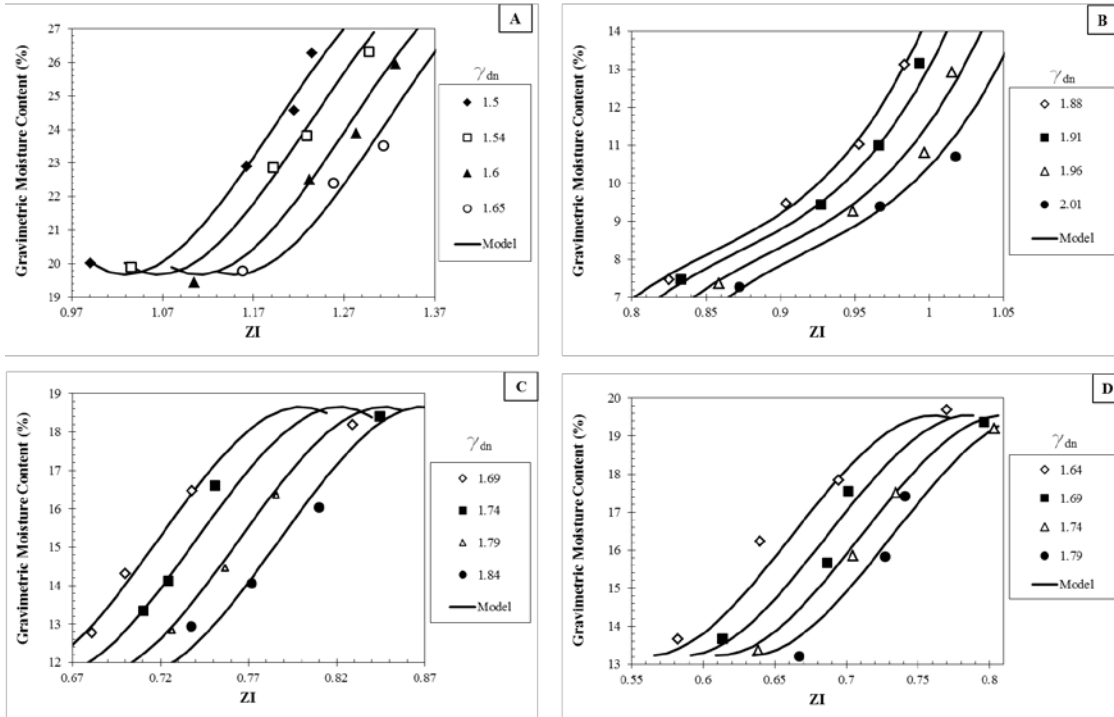 A
Gravimetric Moisture Content (%)
27
26
25
24
23
22
21
20
19
0.97 1.07 1.17 1.27 1.37
ZI
γdn
1.5
1.54
1.6
1.65
Model
B
Gravimetric Moisture Content (%)
14
13
12
11
10
9
8
7
0.8 0.85 0.9 0.95 1 1.05
ZI
γdn
1.88
1.91
1.96
2.01
Model
C
Gravimetric Moisture Content (%)
19
18
17
16
15
14
13
12
0.67 0.72 0.77 0.82 0.87
ZI
γdn
1.69
1.74
1.79
1.84
Model
D
Gravimetric Moisture Content (%)
20
19
18
17
16
15
14
13
0.55 0.6 0.65 0.7 0.75 0.8
ZI
γdn
1.64
1.69
1.74
1.79
Model